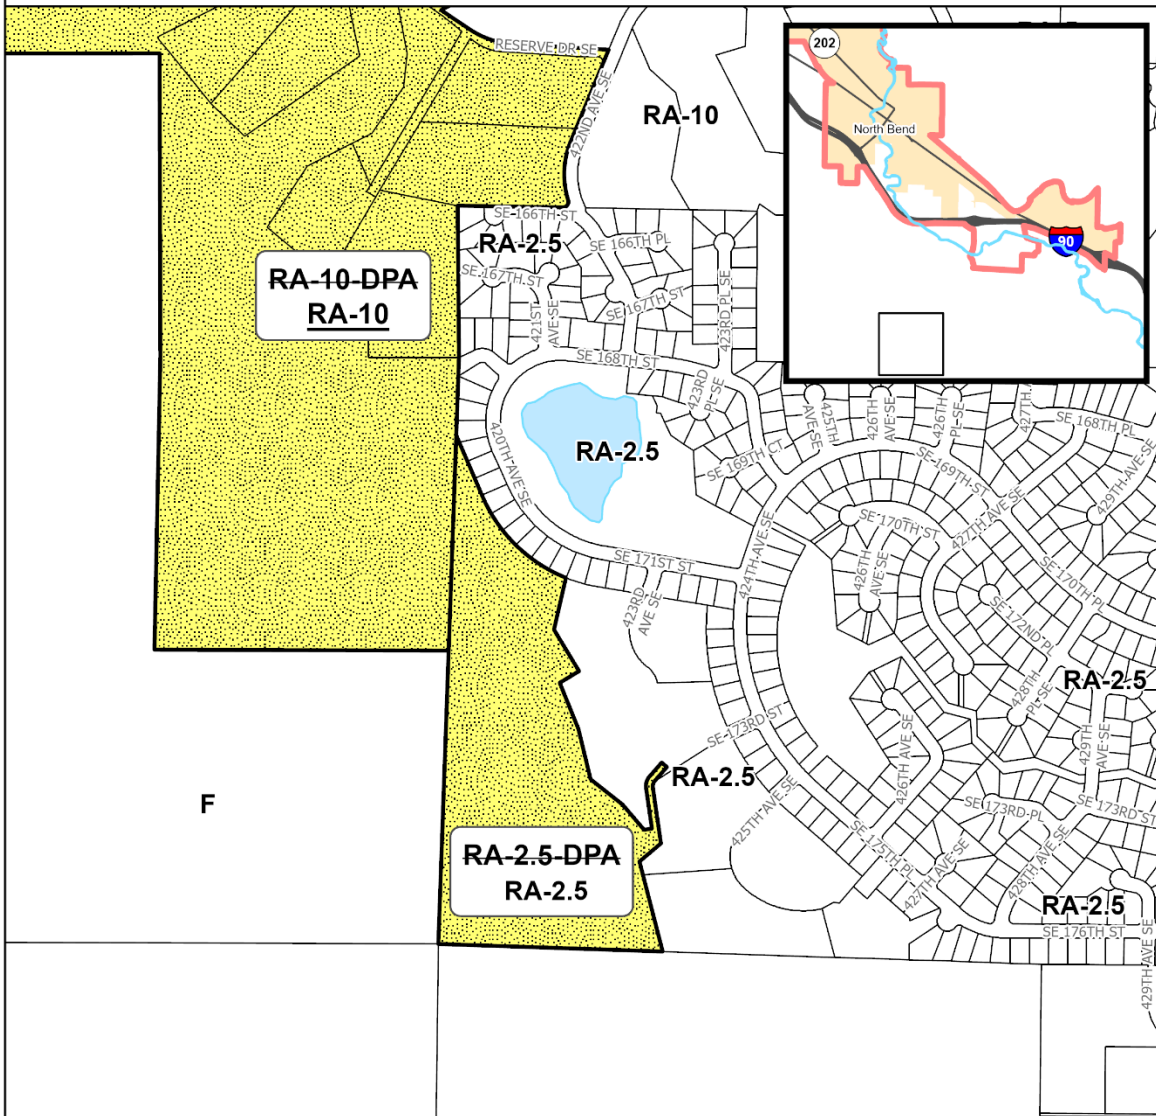 RESERVE DR SE
422ND AVE SE
RA-10
202
North Bend
90
SE 166TH ST
RA-2.5
SE 166TH PL
SE 167TH ST
421ST
AVE SE
SE 167TH ST
423RD PL SE
RA-10-DPA
RA-10
SE 168TH ST
423RD
PL SE
425TH
AVE SE
426TH
AVE SE
426TH
PL SE
SE 168TH PL
429TH AVE SE
420TH AVE SE
RA-2.5
SE 169TH CT
SE 169TH ST
427TH AVE SE
424TH AVE SE
SE 170TH ST
426TH
AVE SE
SE 170TH PL
SE 171ST ST
423RD
AVE SE
SE 172ND PL
428TH
PL SE
RA-2.5
429TH
AVE SE
SE 173RD ST
RA-2.5
426TH AVE SE
425TH AVE SE
SE 173RD PL
SE 173RD ST
F
SE 175TH PL
427TH AVE SE
428TH AVE SE
RA-2.5-DPA
RA-2.5
RA-2.5
SE 176TH ST
429TH AVE SE